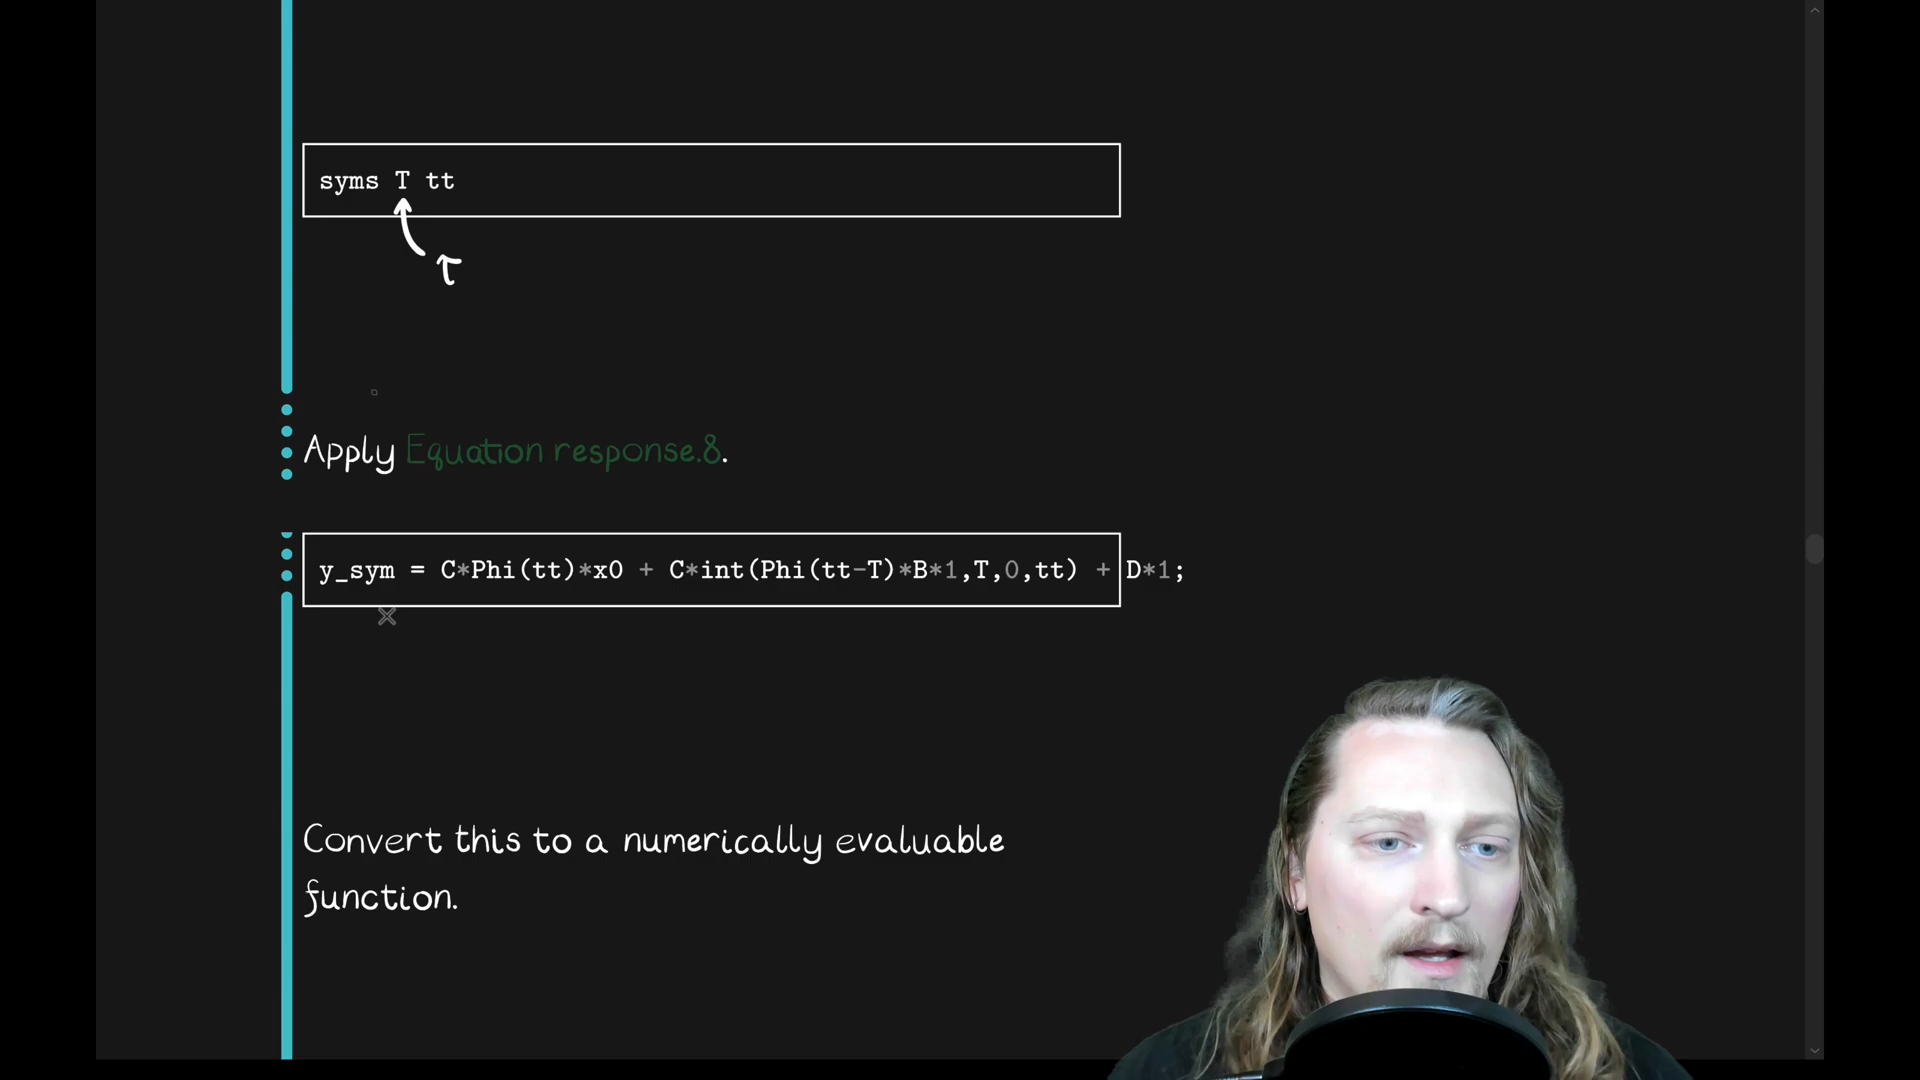 syms T tt
τ
Apply Equation response.8.
y_sym = C*Phi(tt)*x0 + C*int(Phi(tt-T)*B*1,T,0,tt) + D*1;
Convert this to a numerically evaluable
function.